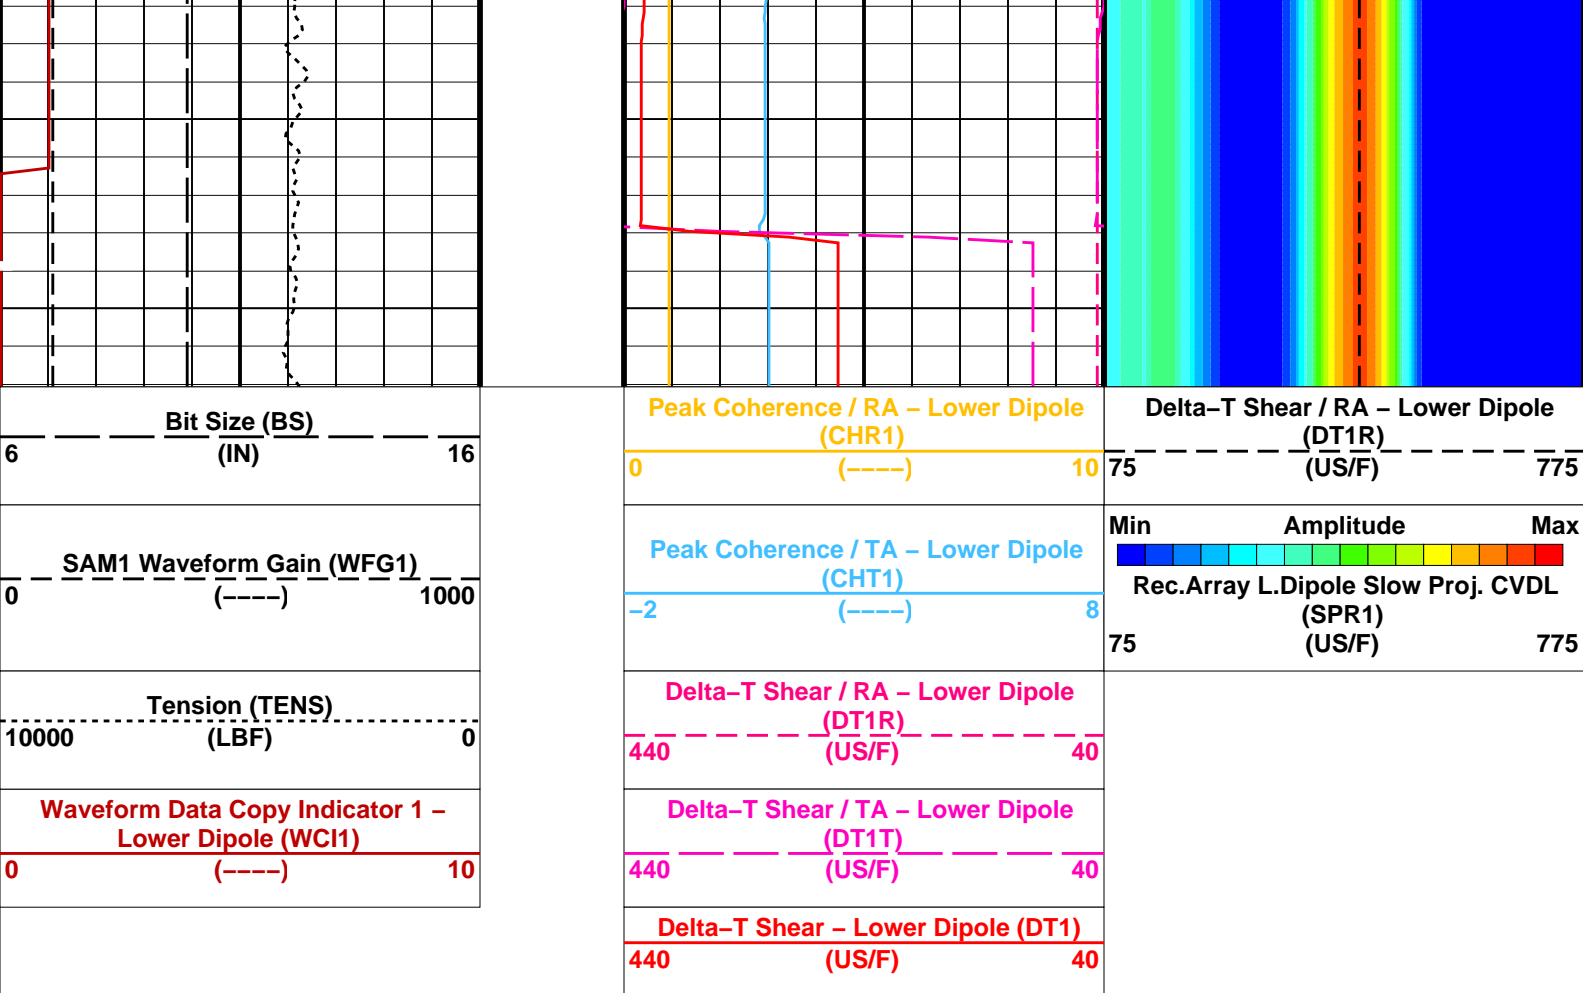 Bit Size (BS)
6 (IN) 16
SAM1 Waveform Gain (WFG1)
0 (----) 1000
Tension (TENS)
10000 (LBF) 0
Waveform Data Copy Indicator 1 –
Lower Dipole (WCI1)
0 (----) 10
Peak Coherence / RA – Lower Dipole
(CHR1)
0 (----) 10
Peak Coherence / TA – Lower Dipole
(CHT1)
–2 (----) 8
Delta–T Shear / RA – Lower Dipole
(DT1R)
440 (US/F) 40
Delta–T Shear / TA – Lower Dipole
(DT1T)
440 (US/F) 40
Delta–T Shear – Lower Dipole (DT1)
440 (US/F) 40
Delta–T Shear / RA – Lower Dipole
(DT1R)
75 (US/F) 775
Min Amplitude Max
Rec.Array L.Dipole Slow Proj. CVDL
(SPR1)
75 (US/F) 775